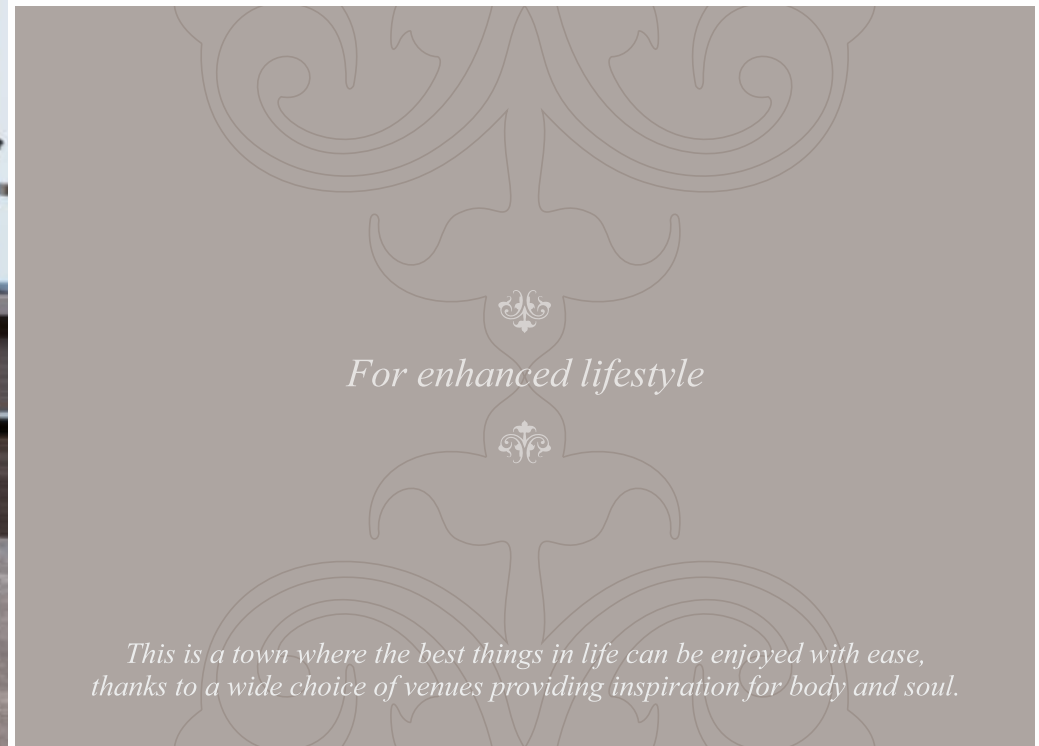 For enhanced lifestyle
This is a town where the best things in life can be enjoyed with ease,
thanks to a wide choice of venues providing inspiration for body and soul.